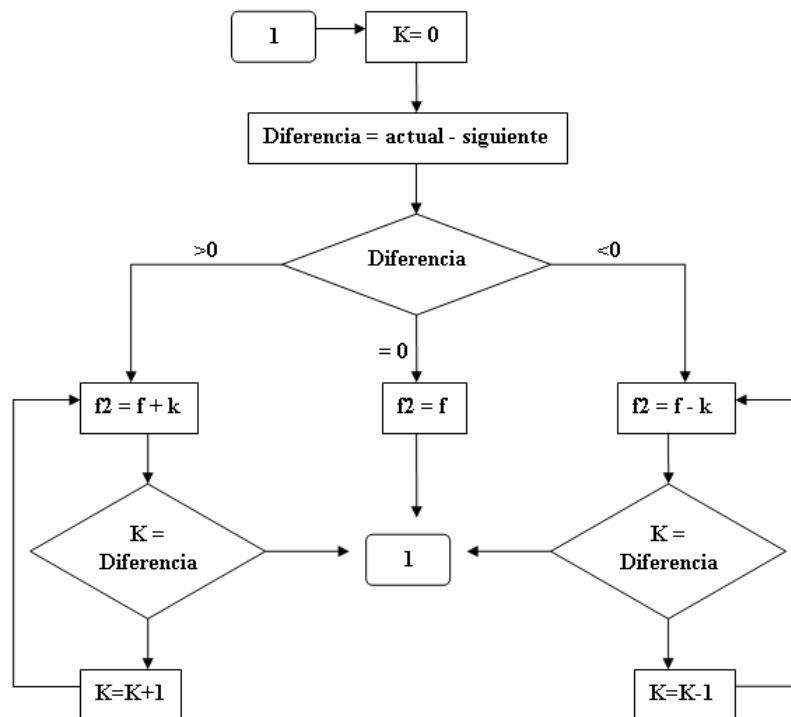 1
K= 0
Diferencia = actual - siguiente
>0
Diferencia
<0
= 0
f2 = f + k
f2 = f
f2 = f - k
K =
Diferencia
1
K =
Diferencia
K=K+1
K=K-1